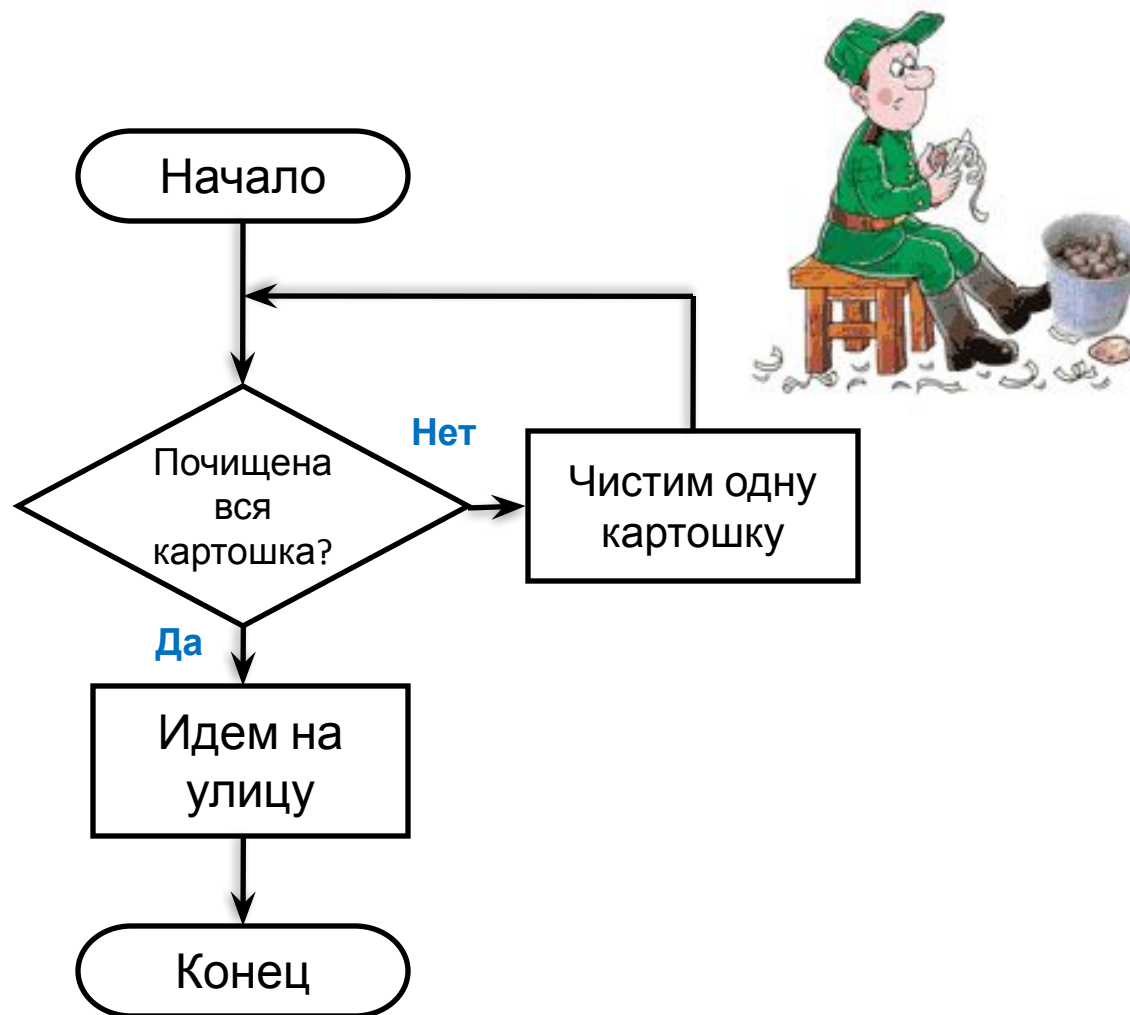 Начало
Почищена
вся
картошка?
Нет
Чистим одну
картошку
Да
Идем на
улицу
Конец